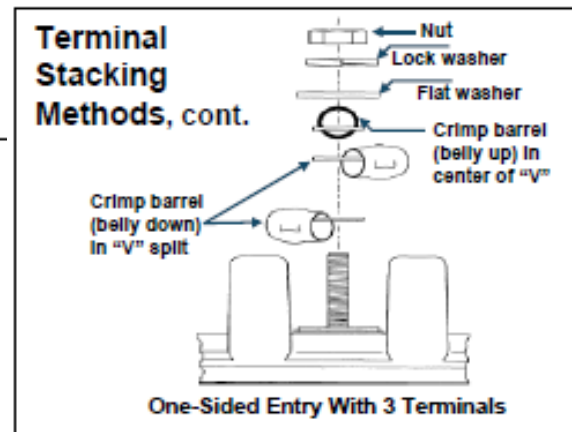 Terminal
Stacking
Methods, cont.
Nut
Lock washer
Flat washer
Crimp barrel
(belly up) in
center of “V”
Crimp barrel
(belly down)
in “V” split
One-Sided Entry With 3 Terminals